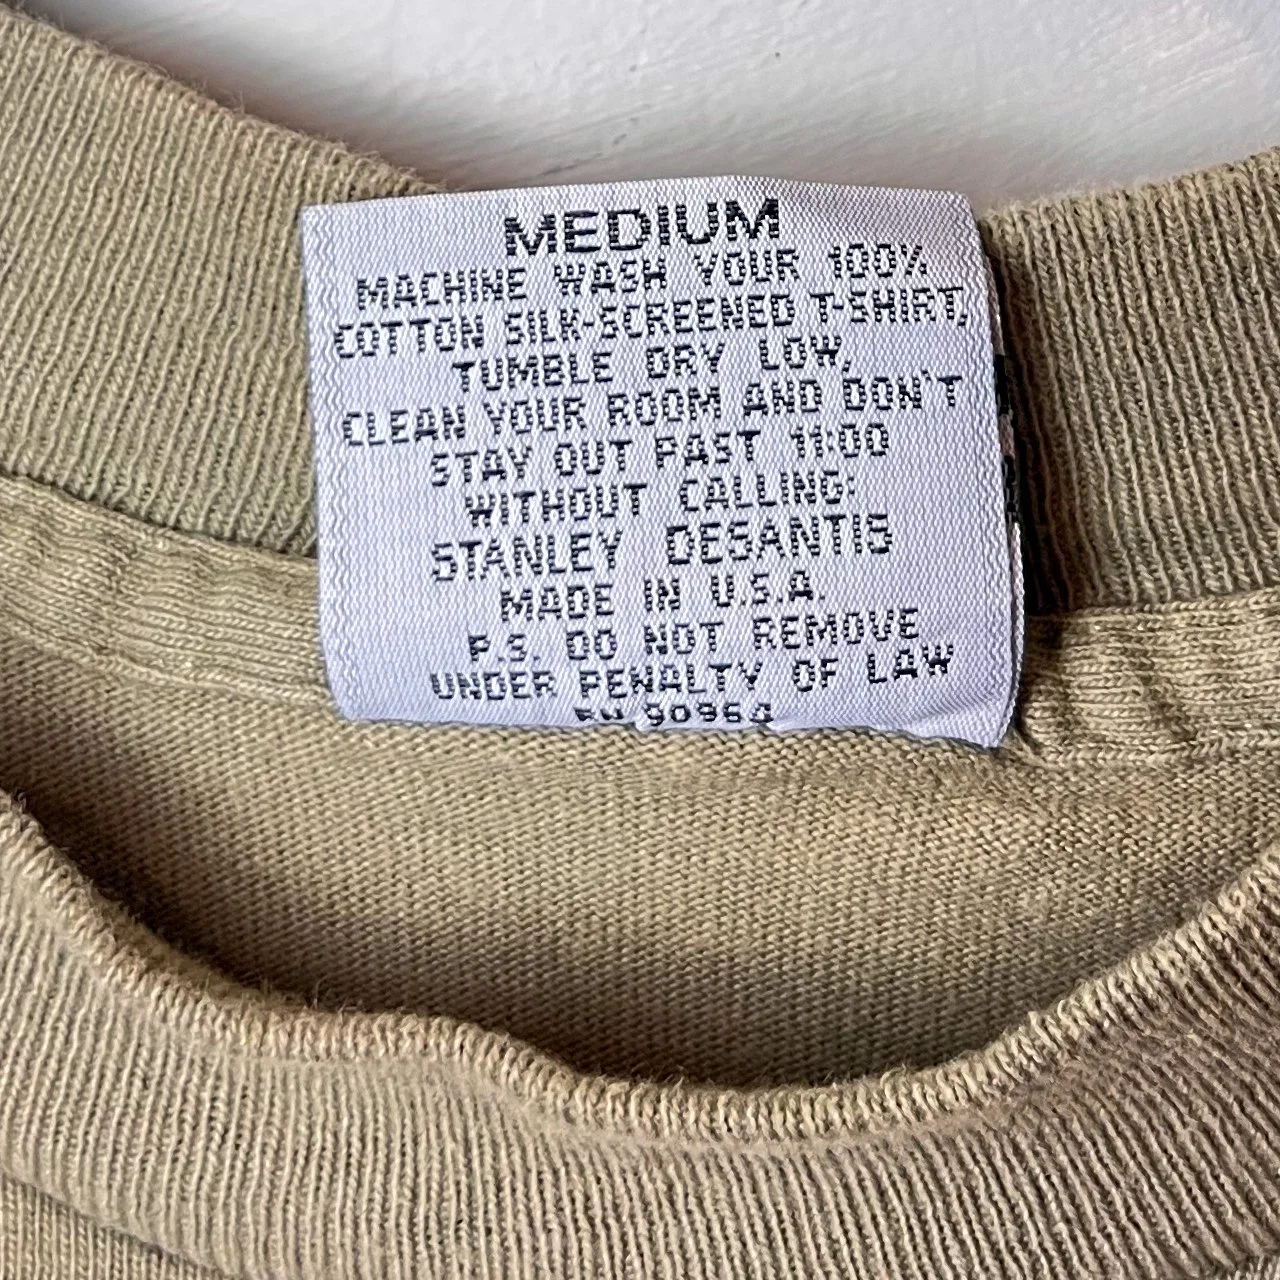 MEDIUM
MACHINE WASH YOUR 100%
COTTON SILK-SCREENED T-SHIRT,
TUMBLE DRY LOW,
CLEAN YOUR ROOM AND DON'T
STAY OUT PAST 11:00
WITHOUT CALLING:
STANLEY DESANTIS
MADE IN U.S.A.
P.S. DO NOT REMOVE
UNDER PENALTY OF LAW